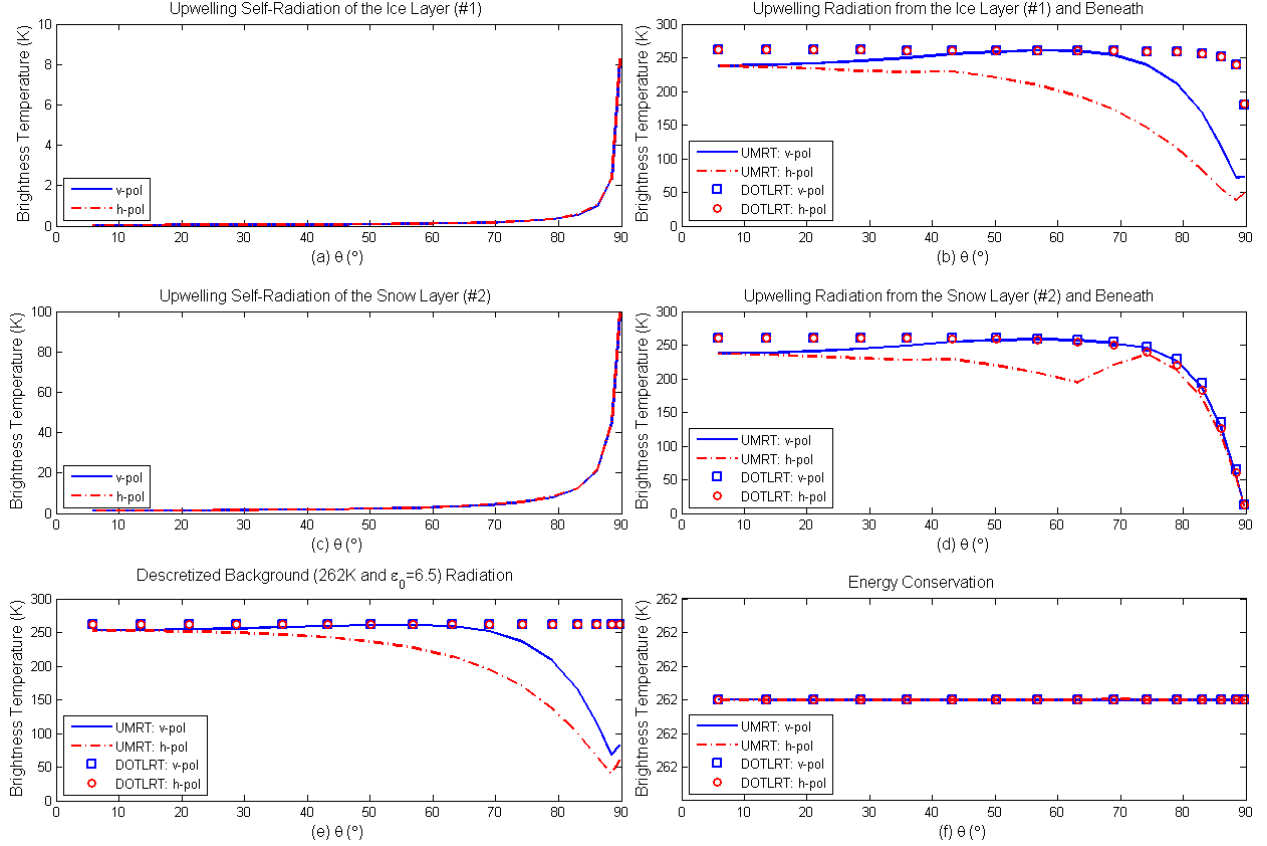 Upwelling Self-Radiation of the Ice Layer (#1)
Brightness Temperature (K)
10
8
6
4
2
0
v-pol
h-pol
0 10 20 30 40 50 60 70 80 90
(a) θ (°)
Upwelling Radiation from the Ice Layer (#1) and Beneath
Brightness Temperature (K)
300
250
200
150
100
50
0
UMRT: v-pol
UMRT: h-pol
DOTLRT: v-pol
DOTLRT: h-pol
0 10 20 30 40 50 60 70 80 90
(b) θ (°)
Upwelling Self-Radiation of the Snow Layer (#2)
Brightness Temperature (K)
100
80
60
40
20
0
v-pol
h-pol
0 10 20 30 40 50 60 70 80 90
(c) θ (°)
Upwelling Radiation from the Snow Layer (#2) and Beneath
Brightness Temperature (K)
300
250
200
150
100
50
0
UMRT: v-pol
UMRT: h-pol
DOTLRT: v-pol
DOTLRT: h-pol
0 10 20 30 40 50 60 70 80 90
(d) θ (°)
Descretized Background (262K and ε0=6.5) Radiation
Brightness Temperature (K)
300
250
200
150
100
50
0
UMRT: v-pol
UMRT: h-pol
DOTLRT: v-pol
DOTLRT: h-pol
0 10 20 30 40 50 60 70 80 90
(e) θ (°)
Energy Conservation
Brightness Temperature (K)
262
262
262
262
262
262
UMRT: v-pol
UMRT: h-pol
DOTLRT: v-pol
DOTLRT: h-pol
0 10 20 30 40 50 60 70 80 90
(f) θ (°)